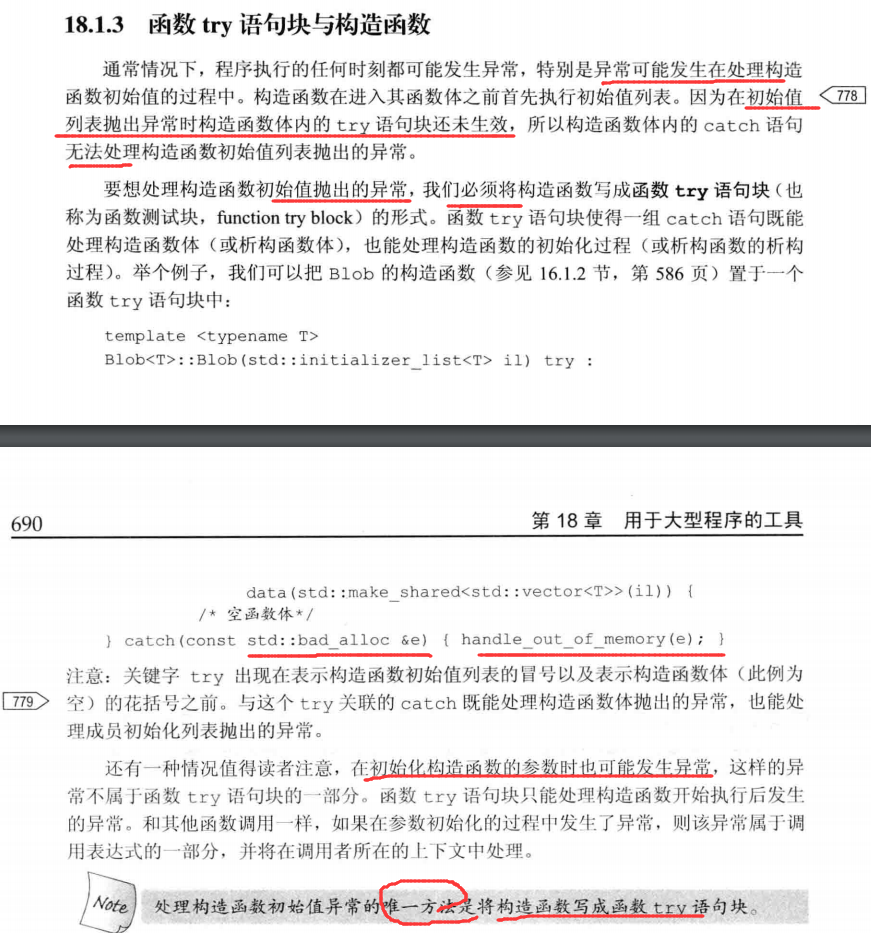 18.1.3 函数 try 语句块与构造函数
通常情况下，程序执行的任何时刻都可能发生异常，特别是异常可能发生在处理构造
函数初始值的过程中。构造函数在进入其函数体之前首先执行初始值列表。因为在初始值
778
列表抛出异常时构造函数体内的 try 语句块还未生效，所以构造函数体内的 catch 语句
无法处理构造函数初始值列表抛出的异常。
要想处理构造函数初始值抛出的异常，我们必须将构造函数写成函数 try 语句块（也
称为函数测试块，function try block）的形式。函数 try 语句块使得一组 catch 语句既能
处理构造函数体（或析构函数体），也能处理构造函数的初始化过程（或析构函数的析构
过程）。举个例子，我们可以把 Blob 的构造函数（参见 16.1.2 节，第 586 页）置于一个
函数 try 语句块中：
template <typename T>
Blob<T>::Blob(std::initializer_list<T> il) try :
690
第 18 章 用于大型程序的工具
data(std::make_shared<std::vector<T>>(il)) {
/* 空函数体*/
} catch(const std::bad_alloc &e) { handle_out_of_memory(e); }
注意：关键字 try 出现在表示构造函数初始值列表的冒号以及表示构造函数体（此例为
779
空）的花括号之前。与这个 try 关联的 catch 既能处理构造函数体抛出的异常，也能处
理成员初始化列表抛出的异常。
还有一种情况值得读者注意，在初始化构造函数的参数时也可能发生异常，这样的异
常不属于函数 try 语句块的一部分。函数 try 语句块只能处理构造函数开始执行后发生
的异常。和其他函数调用一样，如果在参数初始化的过程中发生了异常，则该异常属于调
用表达式的一部分，并将在调用者所在的上下文中处理。
Note
处理构造函数初始值异常的唯一方法是将构造函数写成函数 try 语句块。